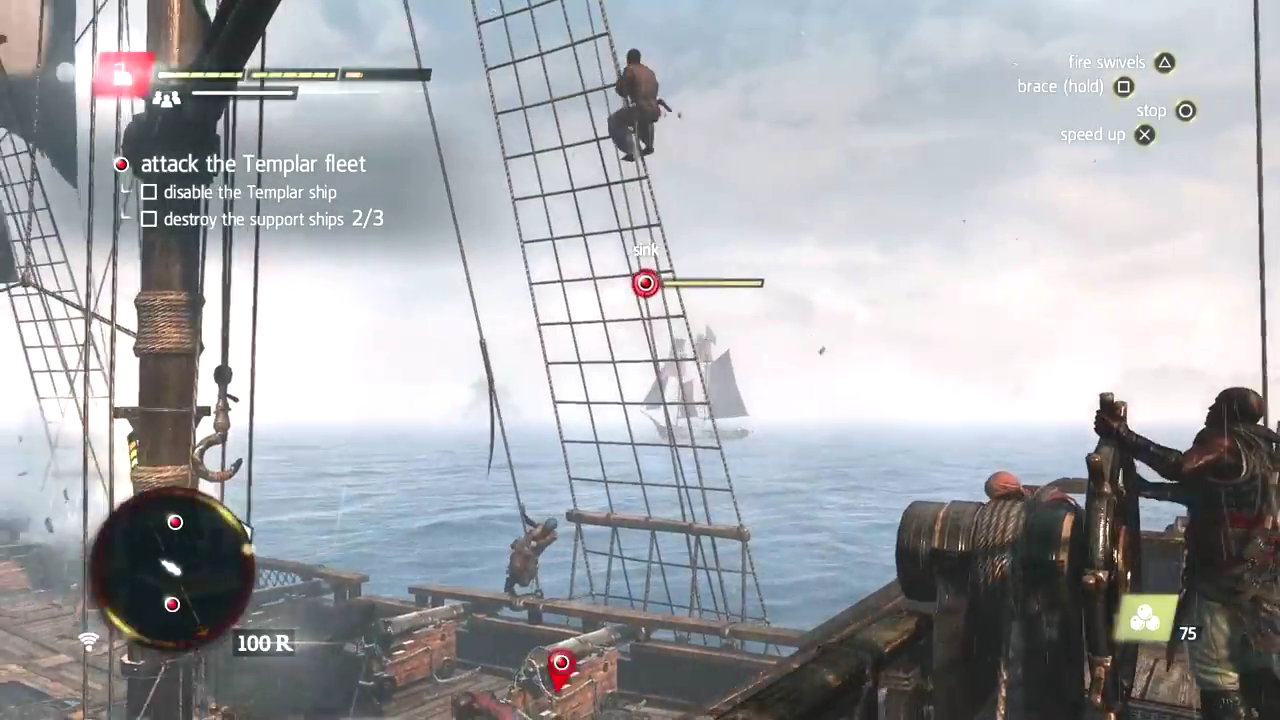 fire swivels
brace (hold)
stop
speed up
attack the Templar fleet
disable the Templar ship
destroy the support ships 2/3
sink
100 R
75